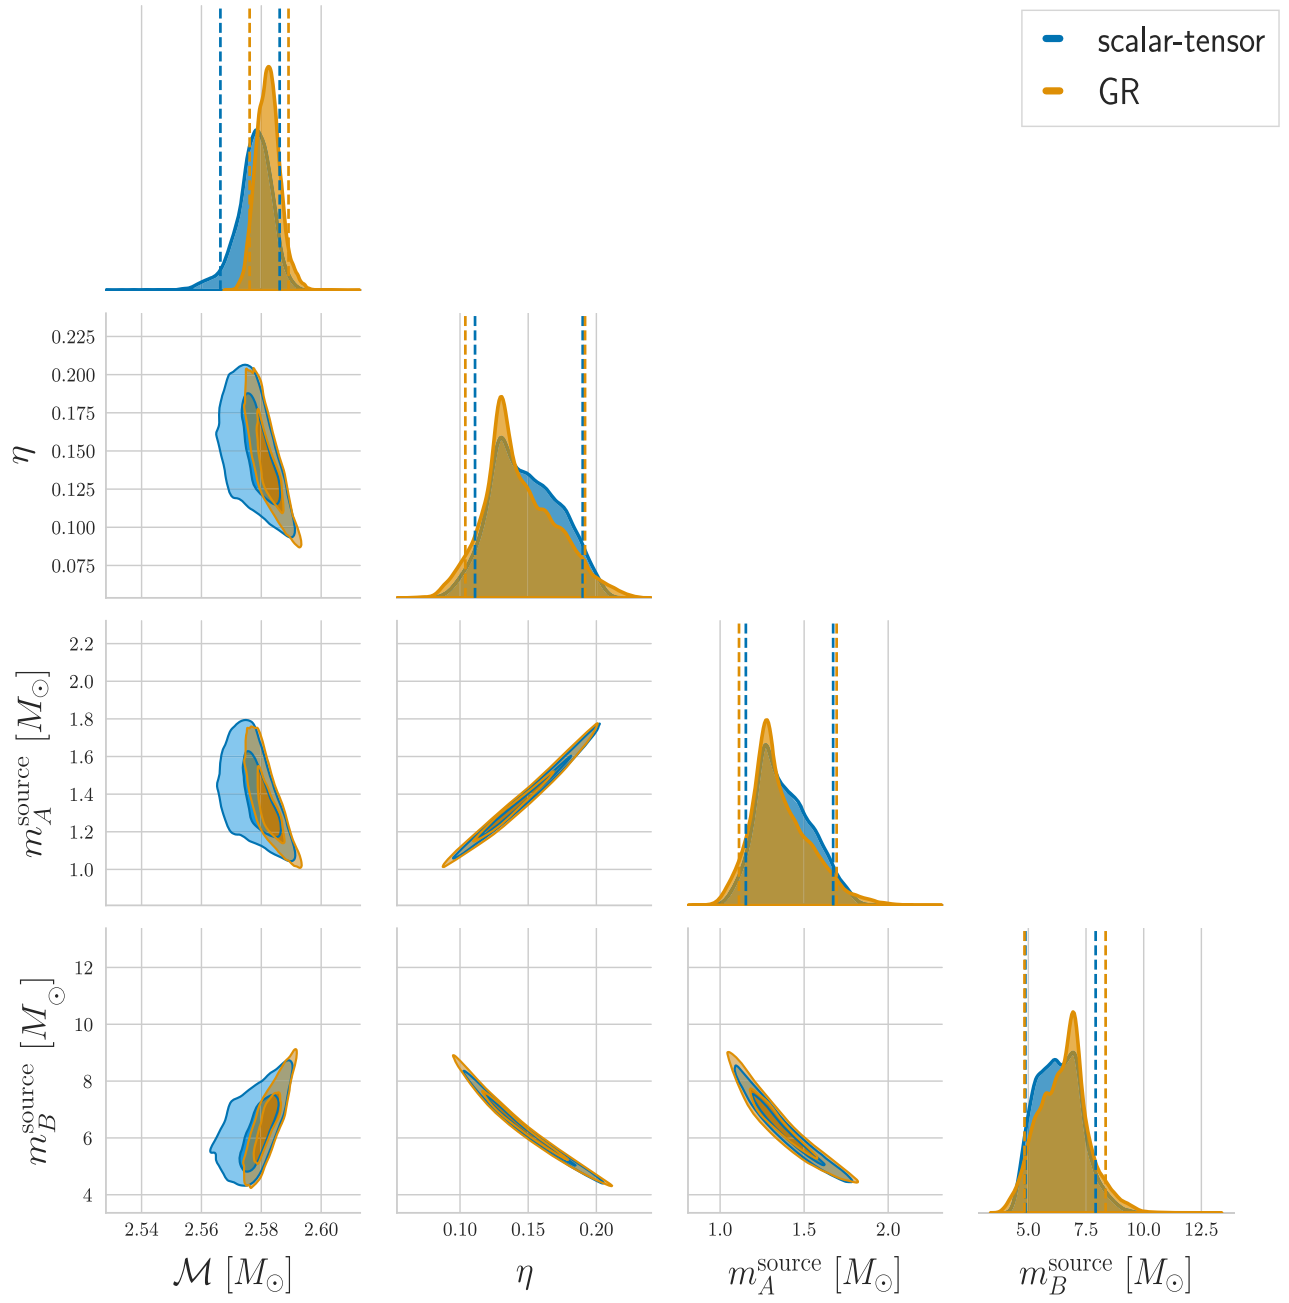 scalar-tensor
GR
0.225
0.200
0.175
0.150
0.125
0.100
0.075
η
2.2
2.0
1.8
1.6
1.4
1.2
1.0
m_A^source [M_⊙]
12
10
8
6
4
m_B^source [M_⊙]
2.54 2.56 2.58 2.60
0.10 0.15 0.20
1.0 1.5 2.0
5.0 7.5 10.0 12.5
ℳ [M_⊙]
η
m_A^source [M_⊙]
m_B^source [M_⊙]